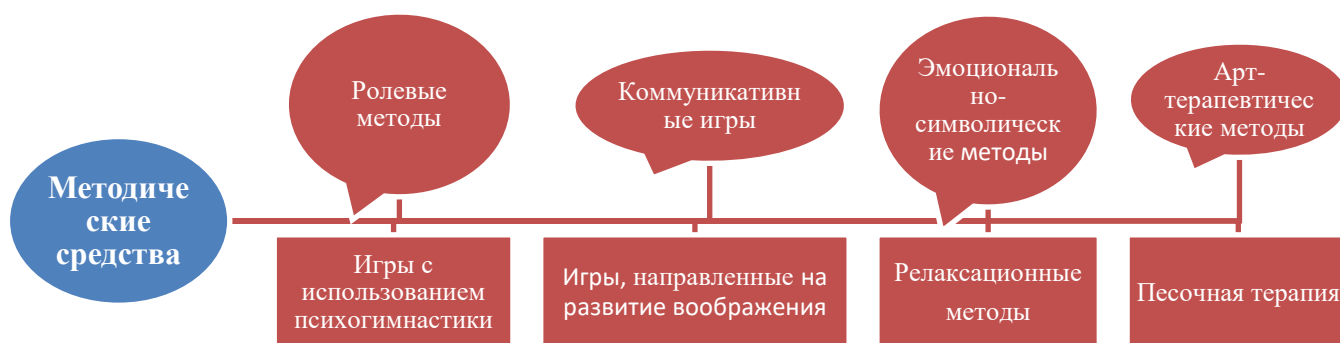 Методиче
ские
средства
Ролевые
методы
Коммуникативн
ые игры
Эмоциональ
но-
символическ
ие методы
Арт-
терапевтичес
кие методы
Игры с
использованием
психогимнастики
Игры, направленные на
развитие воображения
Релаксационные
методы
Песочная терапия